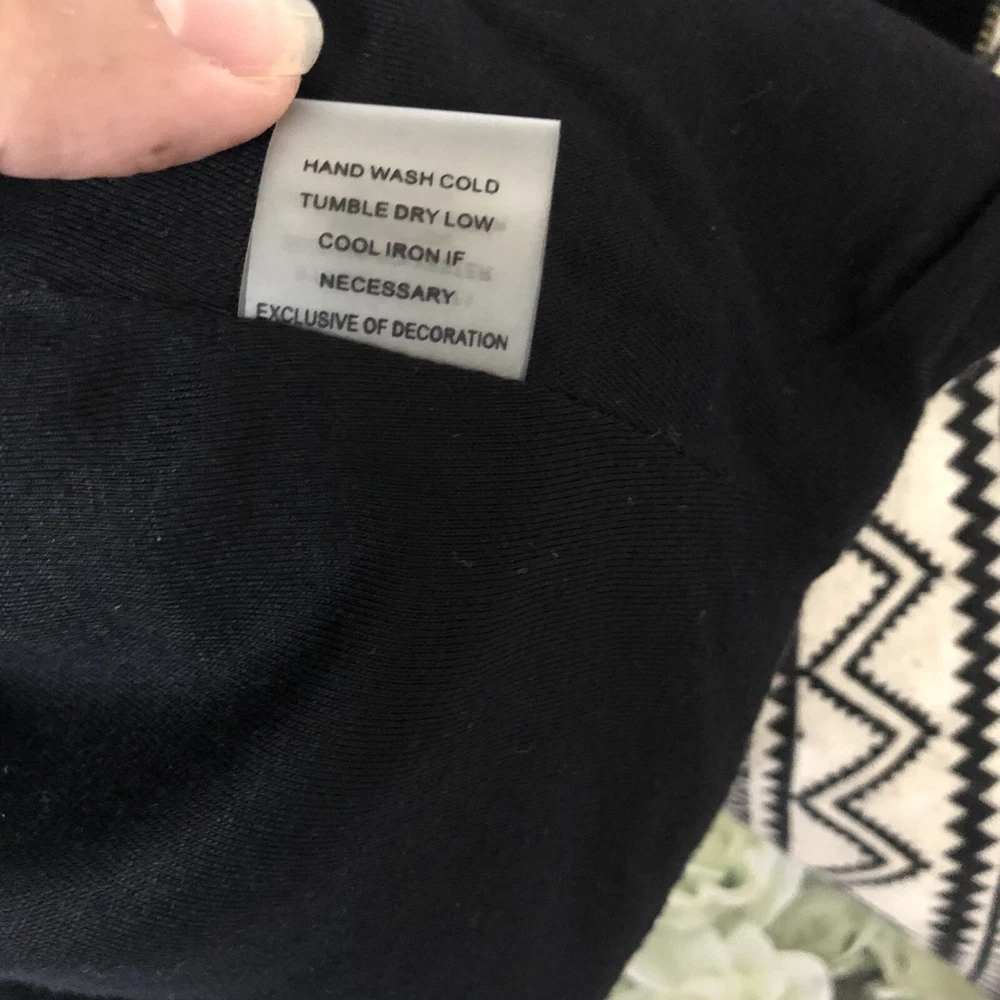 HAND WASH COLD
TUMBLE DRY LOW
COOL IRON IF
NECESSARY
EXCLUSIVE OF DECORATION